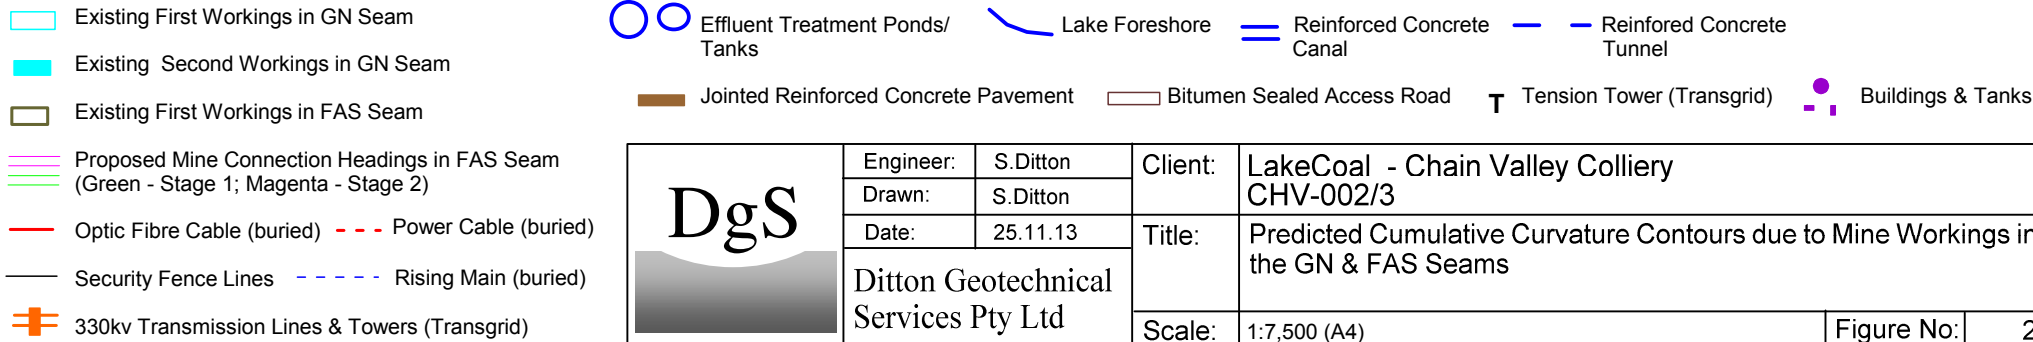 Existing First Workings in GN Seam
Existing Second Workings in GN Seam
Existing First Workings in FAS Seam
Proposed Mine Connection Headings in FAS Seam
(Green - Stage 1; Magenta - Stage 2)
Optic Fibre Cable (buried) Power Cable (buried)
Security Fence Lines Rising Main (buried)
330kv Transmission Lines & Towers (Transgrid)
Effluent Treatment Ponds/
Tanks
Lake Foreshore
Reinforced Concrete
Canal
Reinfored Concrete
Tunnel
Jointed Reinforced Concrete Pavement
Bitumen Sealed Access Road
T Tension Tower (Transgrid)
Buildings & Tanks
DgS
Engineer: S.Ditton
Drawn: S.Ditton
Date: 25.11.13
Ditton Geotechnical
Services Pty Ltd
Client: LakeCoal - Chain Valley Colliery
CHV-002/3
Title: Predicted Cumulative Curvature Contours due to Mine Workings in
the GN & FAS Seams
Scale: 1:7,500 (A4)
Figure No: